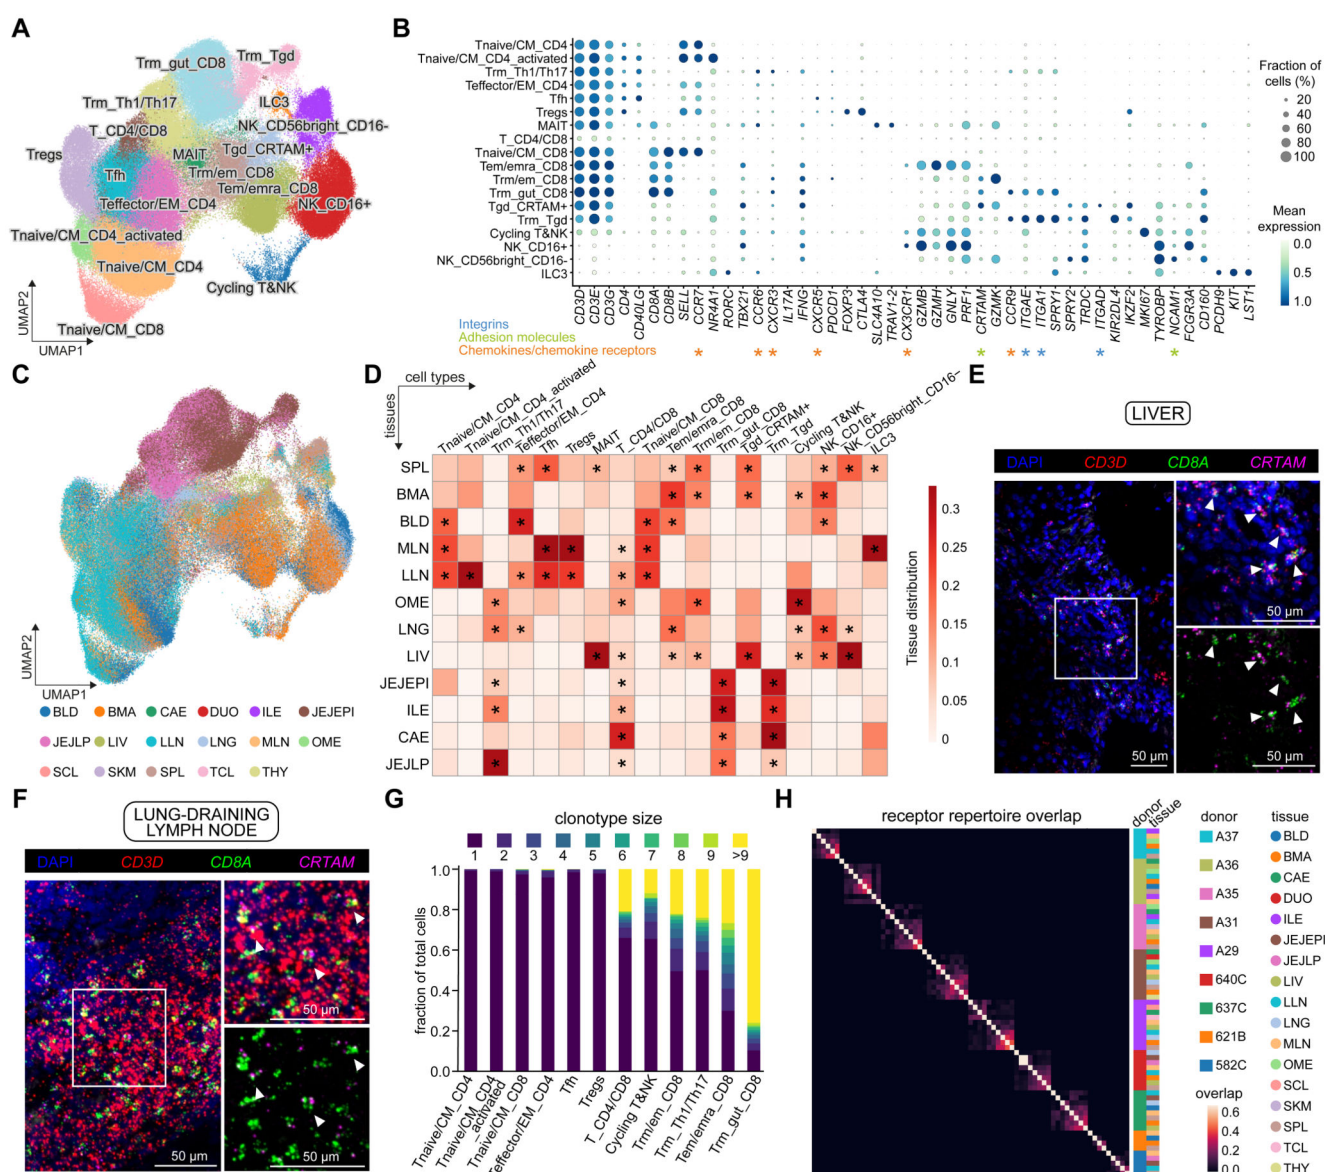 A
Trm_gut_CD8
Trm_Tgd
Trm_Th1/Th17
ILC3
T_CD4/CD8
NK_CD56bright_CD16-
Tregs
MAIT
Tgd_CRTAM+
Tfh
Trm/em_CD8
Tem/emra_CD8
Teffector/EM_CD4
NK_CD16+
Tnaive/CM_CD4_activated
Tnaive/CM_CD4
Cycling T&NK
Tnaive/CM_CD8
UMAP2
UMAP1
B
Tnaive/CM_CD4
Tnaive/CM_CD4_activated
Trm_Th1/Th17
Teffector/EM_CD4
Tfh
Tregs
MAIT
T_CD4/CD8
Tnaive/CM_CD8
Tem/emra_CD8
Trm/em_CD8
Trm_gut_CD8
Tgd_CRTAM+
Trm_Tgd
Cycling T&NK
NK_CD16+
NK_CD56bright_CD16-
ILC3
CD3D CD3E CD3G CD4 CD40LG CD8A CD8B SELL CCR7 NR4A1 RORC TBX21 CCR6 CXCR3 IL17A IFNG CXCR5 PDCD1 FOXP3 CTLA4 SLC4A10 TRAV1-2 CX3CR1 GZMB GZMH GNLY PRF1 CRTAM GZMK CCR9 ITGAE ITGA1 SPRY1 SPRY2 TRDC ITGAD KIR2DL4 IKZF2 MKI67 TYROBP NCAM1 FCGR3A CD160 PCDH9 KIT LST1
Integrins
Adhesion molecules
Chemokines/chemokine receptors
* * * * * * * * * * *
Fraction of
cells (%)
20
40
60
80
100
Mean
expression
0.0
0.5
1.0
C
UMAP2
UMAP1
BLD BMA CAE DUO ILE JEJEPI
JEJLP LIV LLN LNG MLN OME
SCL SKM SPL TCL THY
D
cell types
tissues
Tnaive/CM_CD4
Tnaive/CM_CD4_activated
Trm_Th1/Th17
Teffector/EM_CD4
Tfh
Tregs
MAIT
T_CD4/CD8
Tnaive/CM_CD8
Tem/emra_CD8
Trm/em_CD8
Trm_gut_CD8
Tgd_CRTAM+
Trm_Tgd
Cycling T&NK
NK_CD16+
NK_CD56bright_CD16−
ILC3
SPL * * * * * * * * *
BMA * * * * *
BLD * * * * *
MLN * * * * * *
LLN * * * * * * *
OME * * * *
LNG * * * * * *
LIV * * * * * * * *
JEJEPI * * * *
ILE * * * *
CAE * * *
JEJLP * * * *
Tissue distribution
0.3
0.25
0.2
0.15
0.1
0.05
0
E
LIVER
DAPI CD3D CD8A CRTAM
50 µm
50 µm
50 µm
F
LUNG-DRAINING
LYMPH NODE
DAPI CD3D CD8A CRTAM
50 µm
50 µm
50 µm
G
clonotype size
1 2 3 4 5 6 7 8 9 >9
fraction of total cells
1.0
0.8
0.6
0.4
0.2
0.0
Tnaive/CM_CD4
Tnaive/CM_CD4
_activated
Tnaive/CM_CD8
Teffector/EM_CD4
Tfh
Tregs
T_CD4/CD8
Cycling T&NK
Trm/em_CD8
Trm_Th1/Th17
Tem/emra_CD8
Trm_gut_CD8
H
receptor repertoire overlap
donor
tissue
donor
A37
A36
A35
A31
A29
640C
637C
621B
582C
overlap
0.6
0.4
0.2
0.0
tissue
BLD
BMA
CAE
DUO
ILE
JEJEPI
JEJLP
LIV
LLN
LNG
MLN
OME
SCL
SKM
SPL
TCL
THY